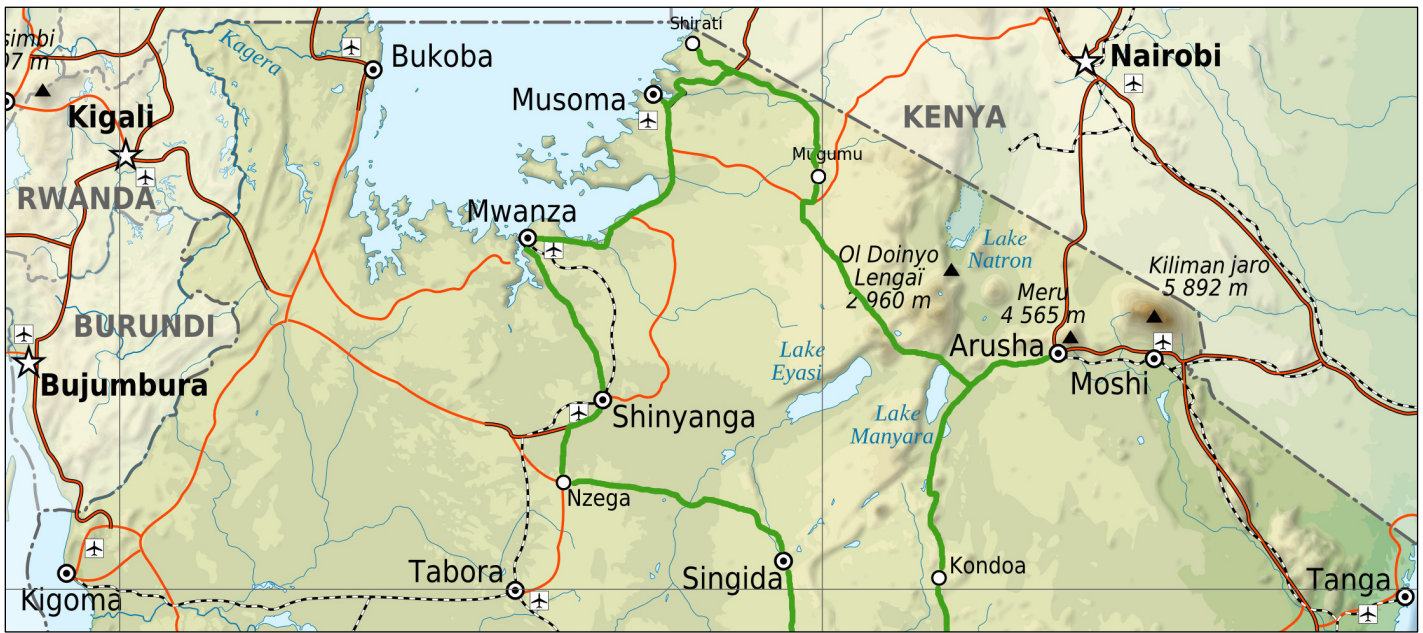 Shirati
simbi
07 m
Kagera
Bukoba
Nairobi
Musoma
KENYA
Kigali
Mugumu
RWANDA
Mwanza
Lake
Natron
Ol Doinyo
Lengaï
2 960 m
Kiliman jaro
5 892 m
Meru
4 565 m
BURUNDI
Arusha
Lake
Eyasi
Moshi
Bujumbura
Shinyanga
Lake
Manyara
Nzega
Kondoa
Tabora
Singida
Tanga
Kigoma